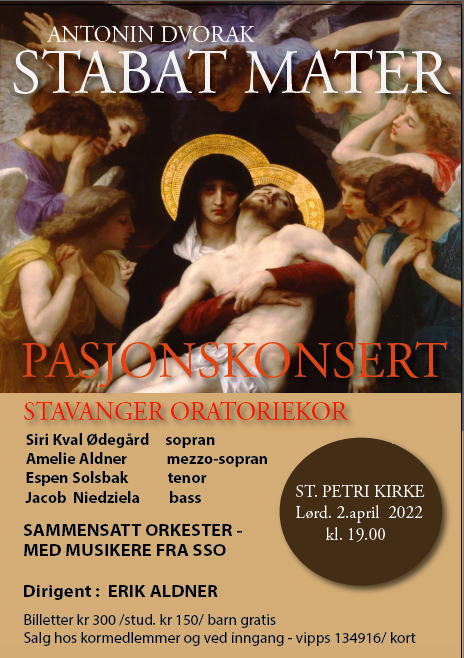 ANTONIN DVORAK
STABAT MATER
PASJONSKONSERT
STAVANGER ORATORIEKOR
Siri Kval Ødegård sopran
Amelie Aldner mezzo-sopran
Espen Solsbak tenor
Jacob Niedziela bass
ST. PETRI KIRKE
Lørd. 2.april 2022
kl. 19.00
SAMMENSATT ORKESTER -
MED MUSIKERE FRA SSO
Dirigent : ERIK ALDNER
Billetter kr 300 /stud. kr 150/ barn gratis
Salg hos kormedlemmer og ved inngang - vipps 134916/ kort